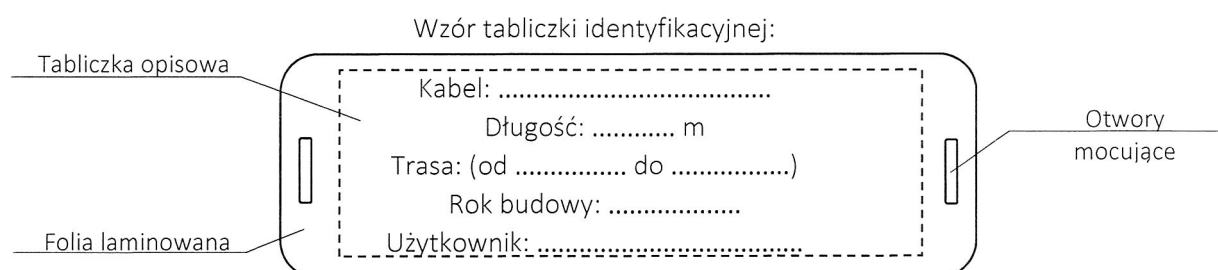 Wzór tabliczki identyfikacyjnej:
Tabliczka opisowa
Kabel: .......................................
Długość: ............ m
Trasa: (od ................ do .................)
Rok budowy: ...................
Użytkownik: ......................................
Otwory
mocujące
Folia laminowana